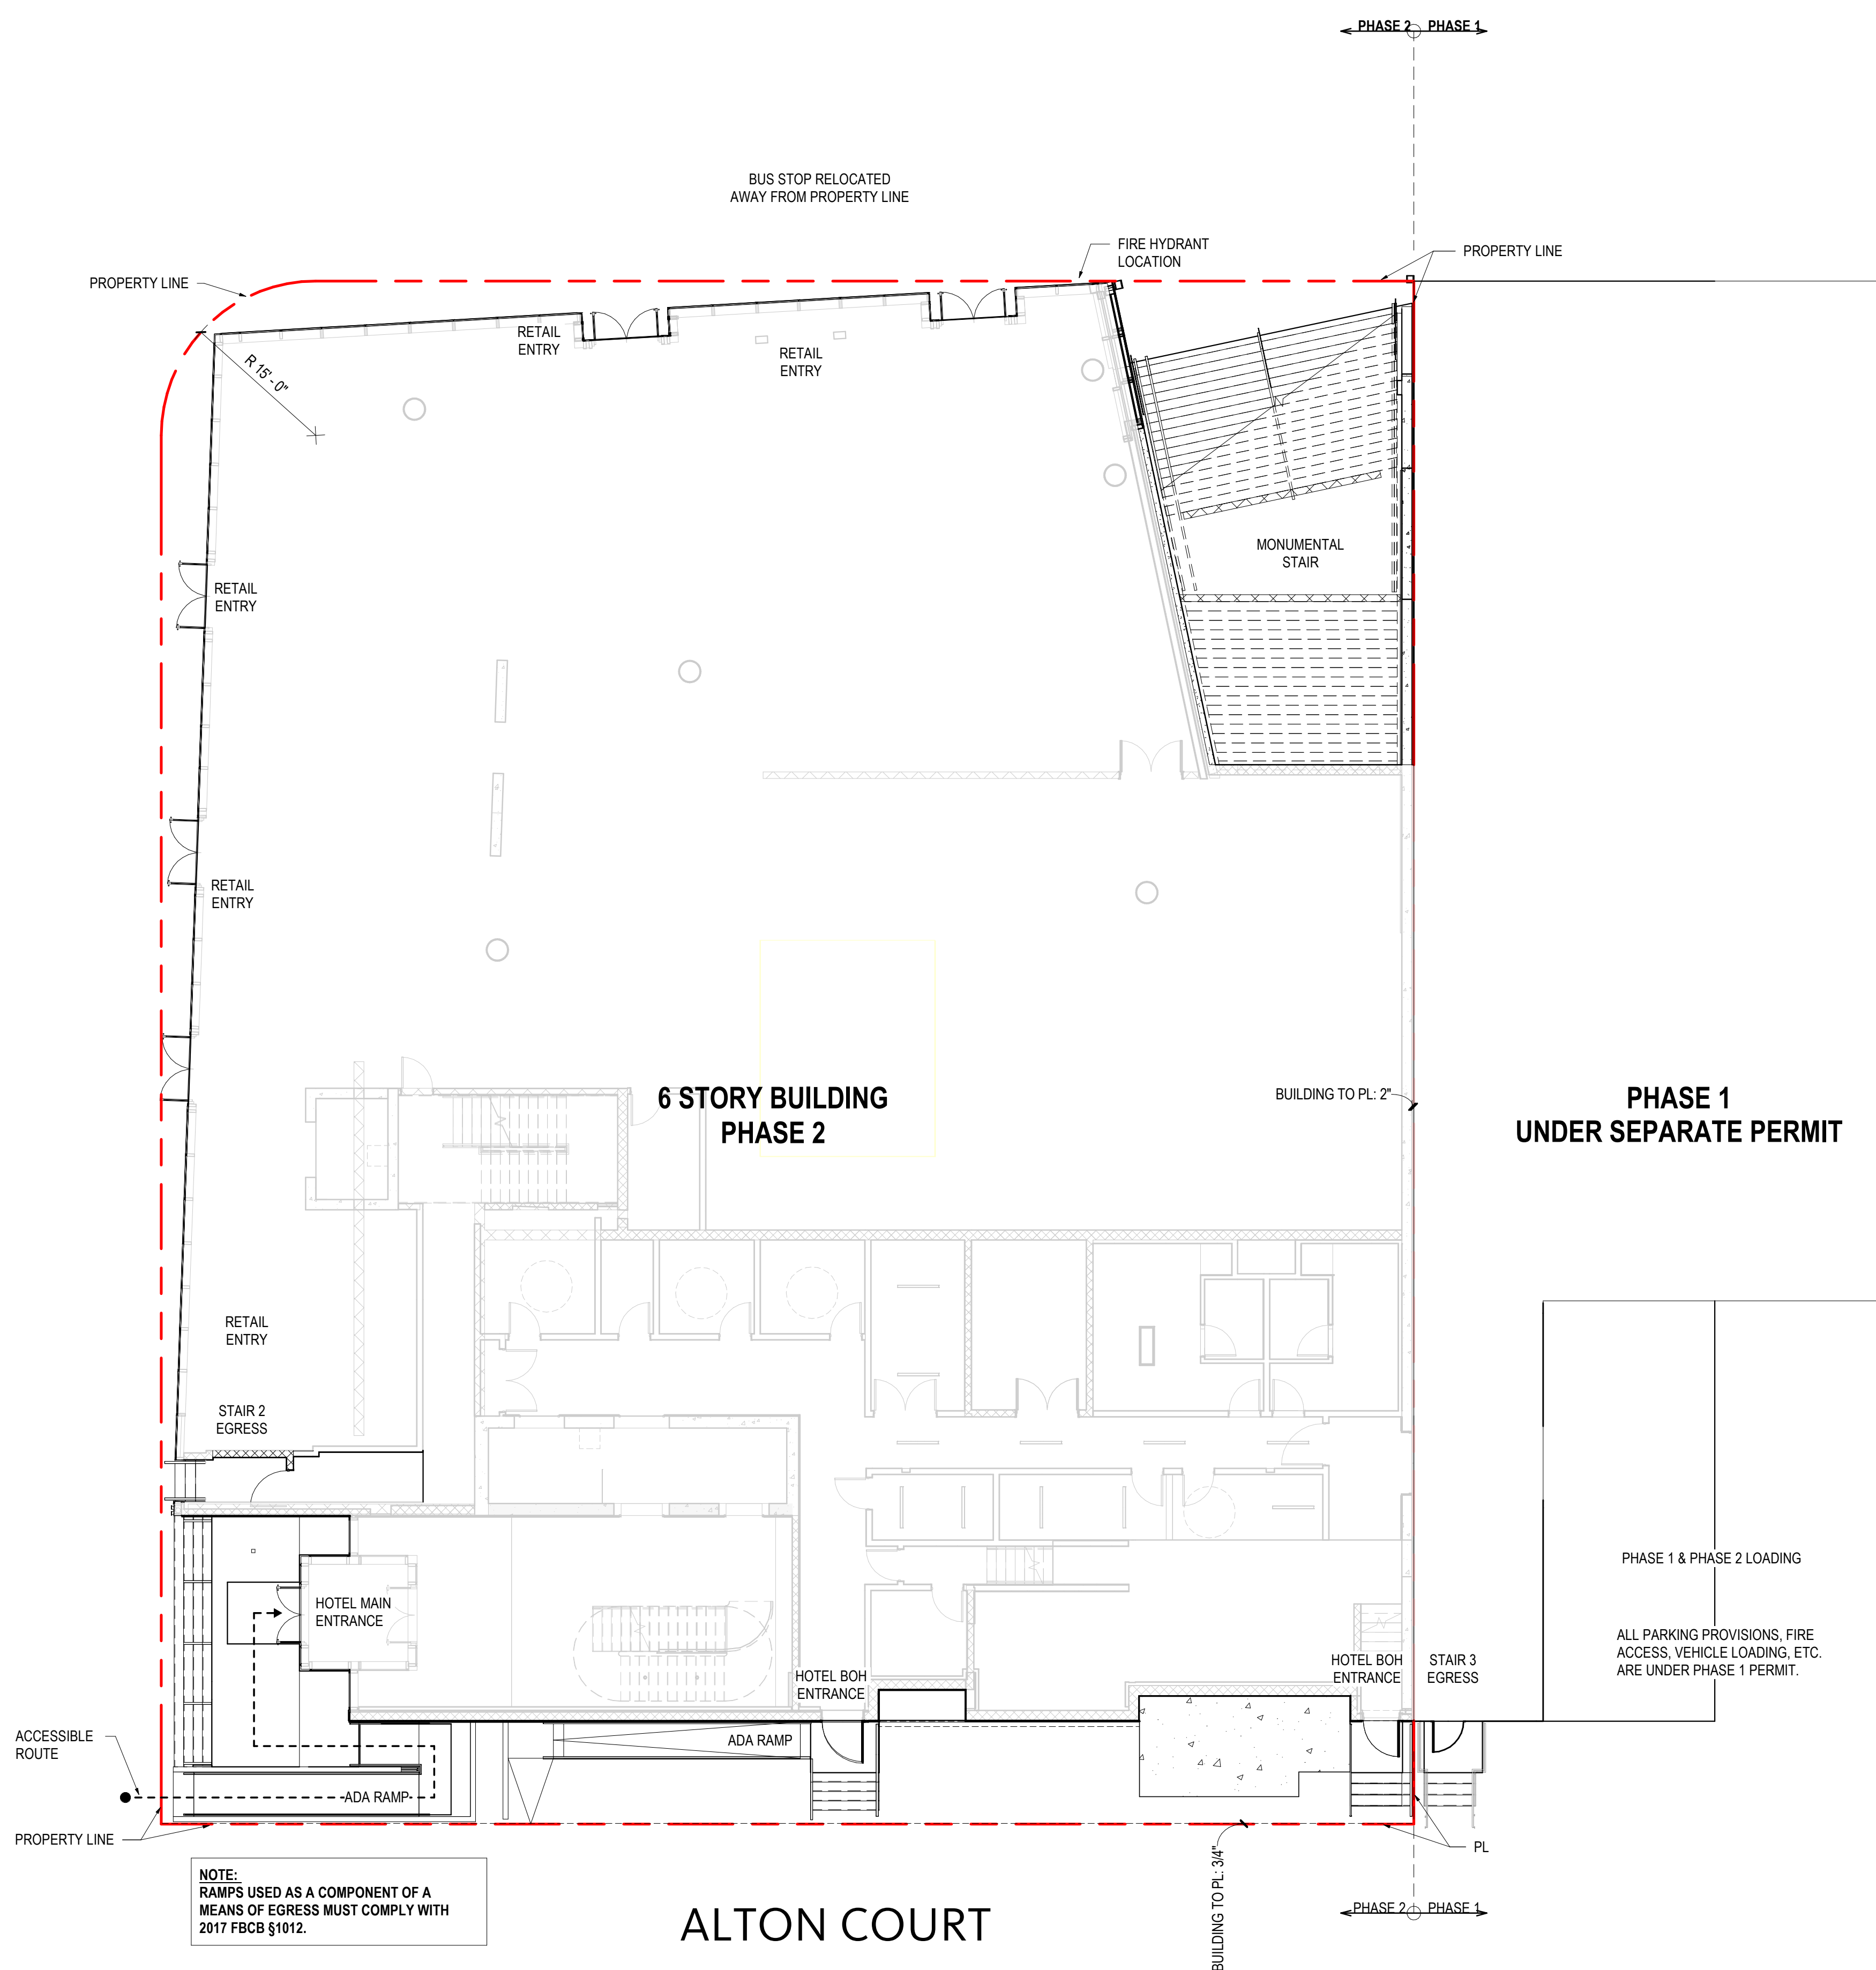 PHASE 2 PHASE 1
BUS STOP RELOCATED
AWAY FROM PROPERTY LINE
FIRE HYDRANT
LOCATION
PROPERTY LINE
PROPERTY LINE
RETAIL
ENTRY
RETAIL
ENTRY
R 15' - 0"
MONUMENTAL
STAIR
RETAIL
ENTRY
RETAIL
ENTRY
6 STORY BUILDING
PHASE 2
BUILDING TO PL: 2"
PHASE 1
UNDER SEPARATE PERMIT
RETAIL
ENTRY
STAIR 2
EGRESS
PHASE 1 & PHASE 2 LOADING
HOTEL MAIN
ENTRANCE
ALL PARKING PROVISIONS, FIRE
ACCESS, VEHICLE LOADING, ETC.
ARE UNDER PHASE 1 PERMIT.
HOTEL BOH
ENTRANCE
HOTEL BOH
ENTRANCE
STAIR 3
EGRESS
ACCESSIBLE
ROUTE
ADA RAMP
ADA RAMP
PROPERTY LINE
PL
BUILDING TO PL: 3/4"
NOTE:
RAMPS USED AS A COMPONENT OF A
MEANS OF EGRESS MUST COMPLY WITH
2017 FBCB §1012.
ALTON COURT
PHASE 2 PHASE 1